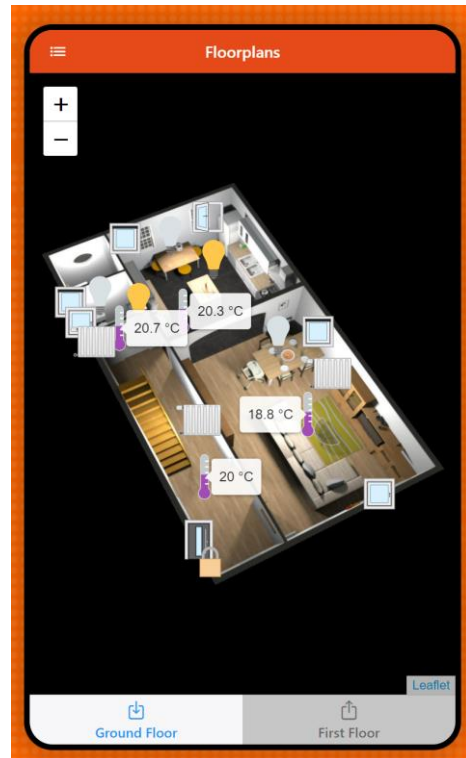 Floorplans
+
−
20.3 °C
20.7 °C
18.8 °C
20 °C
Leaflet
Ground Floor
First Floor